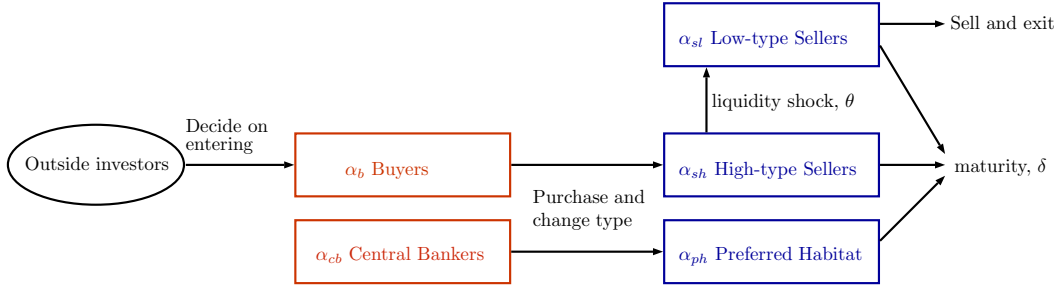 α_sl Low-type Sellers
Sell and exit
liquidity shock, θ
Decide on
entering
Outside investors
α_b Buyers
α_sh High-type Sellers
maturity, δ
Purchase and
change type
α_cb Central Bankers
α_ph Preferred Habitat